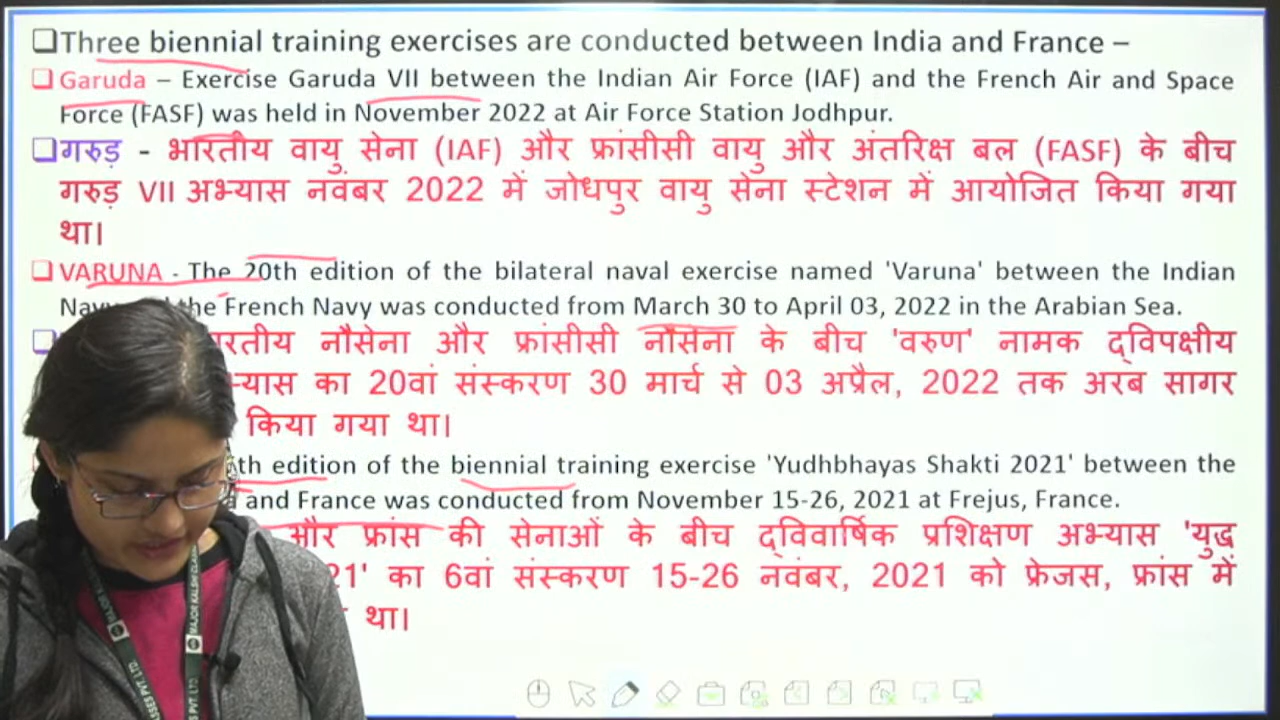 Three biennial training exercises are conducted between India and France –
Garuda – Exercise Garuda VII between the Indian Air Force (IAF) and the French Air and Space
Force (FASF) was held in November 2022 at Air Force Station Jodhpur.
गरुड़ - भारतीय वायु सेना (IAF) और फ्रांसीसी वायु और अंतरिक्ष बल (FASF) के बीच
गरुड़ VII अभ्यास नवंबर 2022 में जोधपुर वायु सेना स्टेशन में आयोजित किया गया
था।
VARUNA - The 20th edition of the bilateral naval exercise named 'Varuna' between the Indian
the French Navy was conducted from March 30 to April 03, 2022 in the Arabian Sea.
नौसेना और फ्रांसीसी नौसेना के बीच 'वरुण' नामक द्विपक्षीय
का 20वां संस्करण 30 मार्च से 03 अप्रैल, 2022 तक अरब सागर
किया गया था।
edition of the biennial training exercise 'Yudhbhayas Shakti 2021' between the
and France was conducted from November 15-26, 2021 at Frejus, France.
और फ्रांस की सेनाओं के बीच द्विवार्षिक प्रशिक्षण अभ्यास 'युद्ध
का 6वां संस्करण 15-26 नवंबर, 2021 को फ्रेजस, फ्रांस में
था।